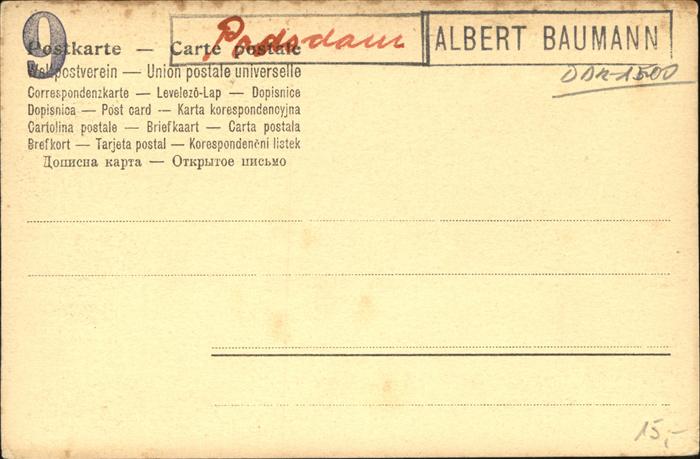 9
Potsdam
ALBERT BAUMANN
DDR-1500
Postkarte — Carte postale
Weltpostverein — Union postale universelle
Correspondenzkarte — Levelező-Lap — Dopisnice
Dopisnica — Post card — Karta korespondencyjna
Cartolina postale — Briefkaart — Carta postala
Brefkort — Tarjeta postal — Korespondenční listek
Дописна карта — Открытое письмо
15,-